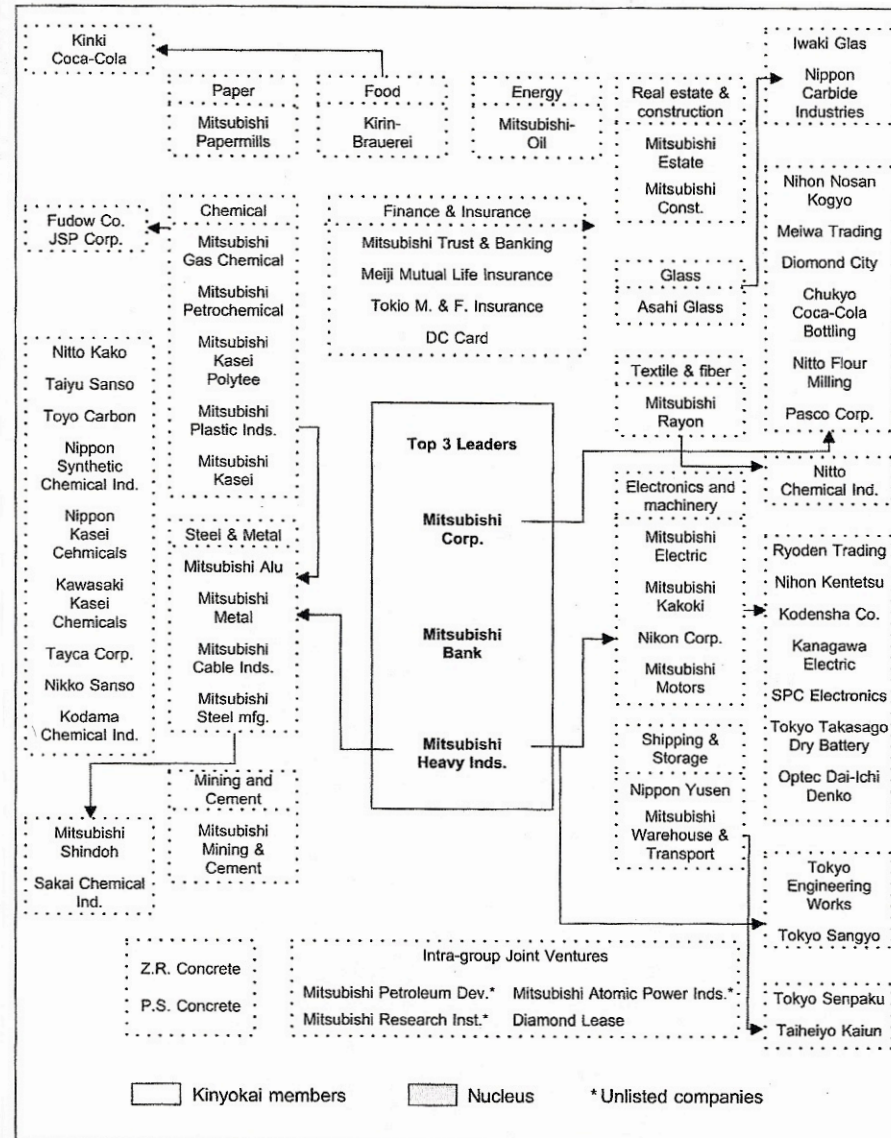 Kinki
Coca-Cola
Iwaki Glas
Nippon
Carbide
Industries
Paper
Mitsubishi
Papermills
Food
Kirin-
Brauerei
Energy
Mitsubishi-
Oil
Real estate &
construction
Mitsubishi
Estate
Mitsubishi
Const.
Fudow Co.
JSP Corp.
Chemical
Mitsubishi
Gas Chemical
Mitsubishi
Petrochemical
Mitsubishi
Kasei
Polytee
Mitsubishi
Plastic Inds.
Mitsubishi
Kasei
Finance & Insurance
Mitsubishi Trust & Banking
Meiji Mutual Life Insurance
Tokio M. & F. Insurance
DC Card
Glass
Asahi Glass
Nihon Nosan
Kogyo
Meiwa Trading
Diomond City
Chukyo
Coca-Cola
Bottling
Nitto Flour
Milling
Pasco Corp.
Nitto Kako
Taiyu Sanso
Toyo Carbon
Nippon
Synthetic
Chemical Ind.
Nippon
Kasei
Cehmicals
Kawasaki
Kasei
Chemicals
Tayca Corp.
Nikko Sanso
Kodama
Chemical Ind.
Textile & fiber
Mitsubishi
Rayon
Nitto
Chemical Ind.
Top 3 Leaders
Mitsubishi
Corp.
Mitsubishi
Bank
Mitsubishi
Heavy Inds.
Steel & Metal
Mitsubishi Alu
Mitsubishi
Metal
Mitsubishi
Cable Inds.
Mitsubishi
Steel mfg.
Electronics and
machinery
Mitsubishi
Electric
Mitsubishi
Kakoki
Nikon Corp.
Mitsubishi
Motors
Ryoden Trading
Nihon Kentetsu
Kodensha Co.
Kanagawa
Electric
SPC Electronics
Tokyo Takasago
Dry Battery
Optec Dai-Ichi
Denko
Mining and
Cement
Mitsubishi
Mining &
Cement
Shipping &
Storage
Nippon Yusen
Mitsubishi
Warehouse &
Transport
Mitsubishi
Shindoh
Sakai Chemical
Ind.
Tokyo
Engineering
Works
Tokyo Sangyo
Z.R. Concrete
P.S. Concrete
Intra-group Joint Ventures
Mitsubishi Petroleum Dev.* Mitsubishi Atomic Power Inds.*
Mitsubishi Research Inst.* Diamond Lease
Tokyo Senpaku
Taiheiyo Kaiun
Kinyokai members
Nucleus
* Unlisted companies